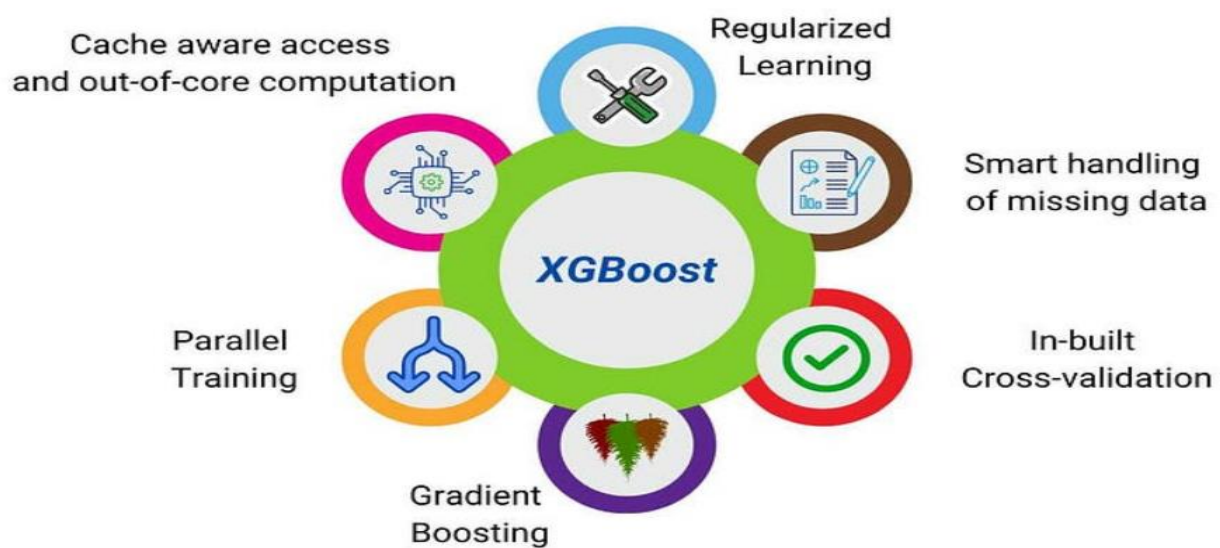 Cache aware access
and out-of-core computation
Regularized
Learning
Smart handling
of missing data
XGBoost
Parallel
Training
In-built
Cross-validation
Gradient
Boosting